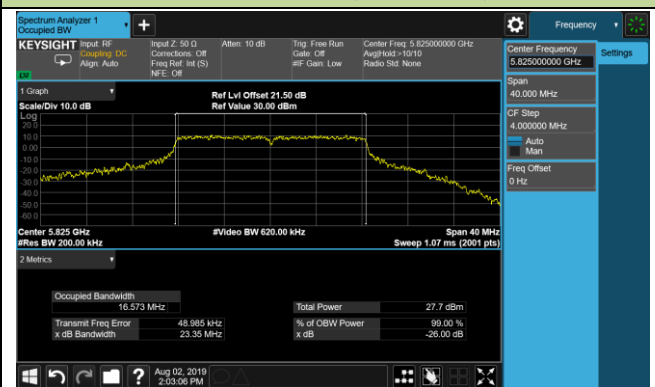 Spectrum Analyzer 1
Occupied BW
+
Frequency
KEYSIGHT
Input: RF
Coupling: DC
Align: Auto
Input Z: 50 Ω
Corrections: Off
Freq Ref: Int (S)
NFE: Off
Atten: 10 dB
Trig: Free Run
Gate: Off
#IF Gain: Low
Center Freq: 5.825000000 GHz
Avg|Hold:>10/10
Radio Std: None
LXI
Center Frequency
5.825000000 GHz
Settings
Span
40.000 MHz
CF Step
4.000000 MHz
Auto
Man
Freq Offset
0 Hz
1 Graph
Ref Lvl Offset 21.50 dB
Scale/Div 10.0 dB
Ref Value 30.00 dBm
Log
20.0
10.0
0.00
-10.0
-20.0
-30.0
-40.0
-50.0
-60.0
Center 5.825 GHz
#Video BW 620.00 kHz
Span 40 MHz
#Res BW 200.00 kHz
Sweep 1.07 ms (2001 pts)
2 Metrics
Occupied Bandwidth
16.573 MHz
Total Power 27.7 dBm
Transmit Freq Error 48.985 kHz
% of OBW Power 99.00 %
x dB Bandwidth 23.35 MHz
x dB -26.00 dB
?
Aug 02, 2019
2:03:06 PM